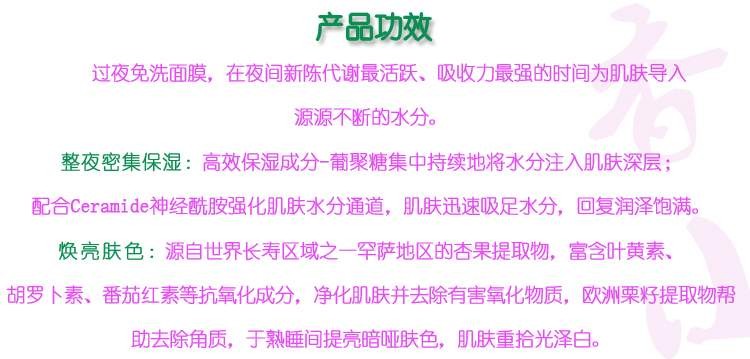 产品功效
过夜免洗面膜，在夜间新陈代谢最活跃、吸收力最强的时间为肌肤导入
源源不断的水分。
整夜密集保湿：高效保湿成分-葡聚糖集中持续地将水分注入肌肤深层；
配合Ceramide神经酰胺强化肌肤水分通道，肌肤迅速吸足水分，回复润泽饱满。
焕亮肤色：源自世界长寿区域之一罕萨地区的杏果提取物，富含叶黄素、
胡罗卜素、番茄红素等抗氧化成分，净化肌肤并去除有害氧化物质，欧洲栗籽提取物帮
助去除角质，于熟睡间提亮暗哑肤色，肌肤重拾光泽白。